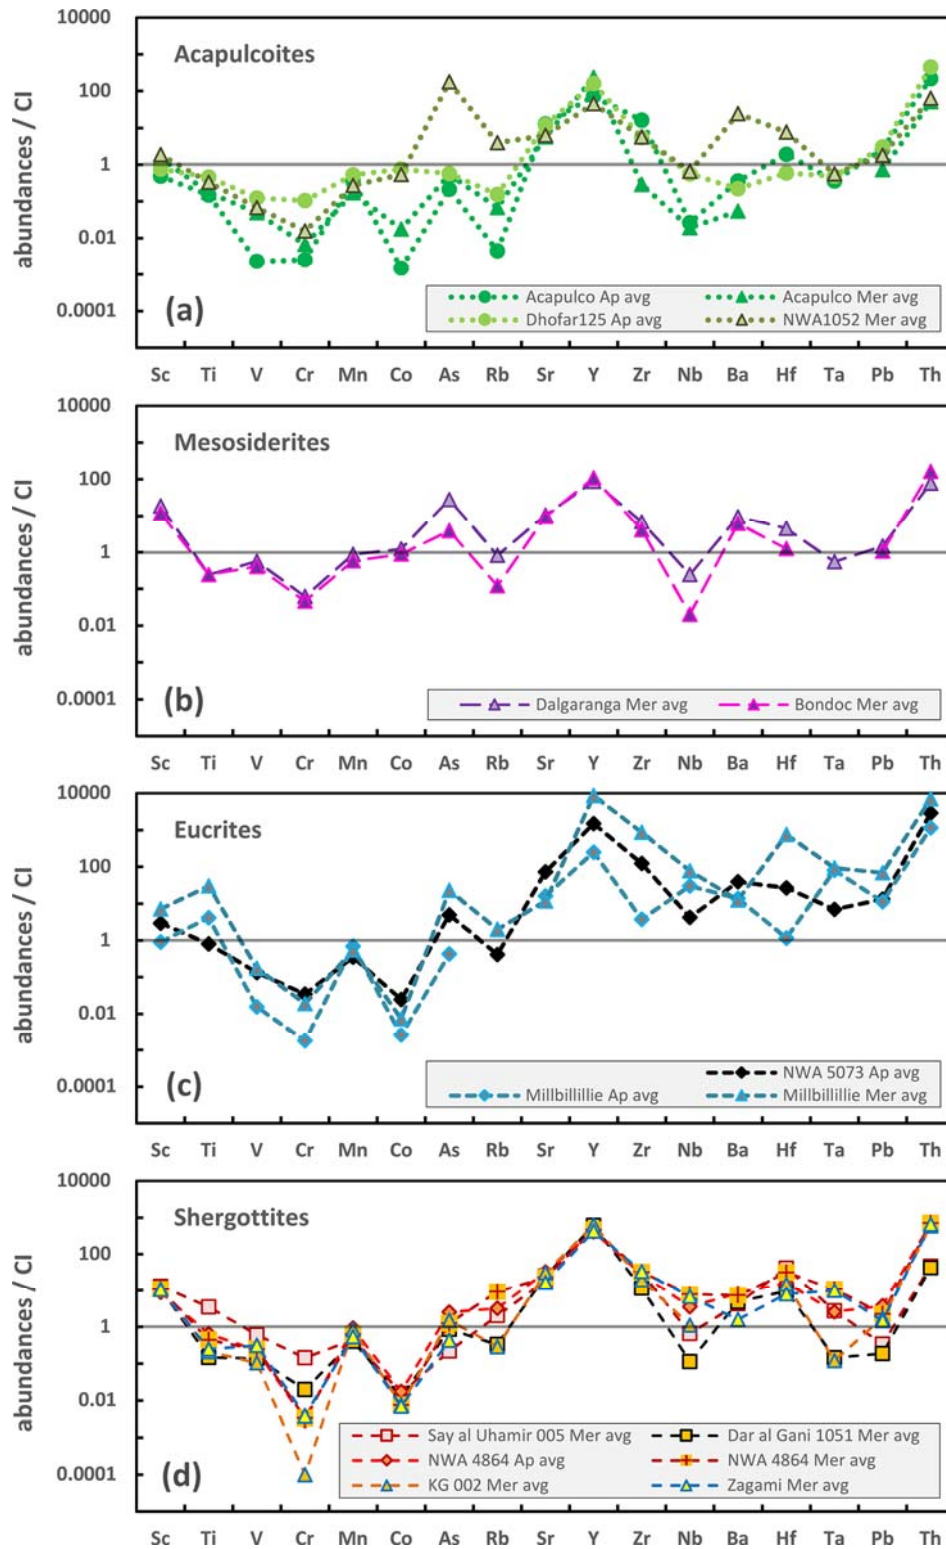 10000
100
1
0.01
0.0001
abundances / CI
Acapulcoites
(a)
Acapulco Ap avg Acapulco Mer avg
Dhofar125 Ap avg NWA1052 Mer avg
Sc Ti V Cr Mn Co As Rb Sr Y Zr Nb Ba Hf Ta Pb Th
10000
100
1
0.01
0.0001
abundances / CI
Mesosiderites
(b)
Dalgaranga Mer avg Bondoc Mer avg
Sc Ti V Cr Mn Co As Rb Sr Y Zr Nb Ba Hf Ta Pb Th
10000
100
1
0.01
0.0001
abundances / CI
Eucrites
(c)
NWA 5073 Ap avg
Millbillillie Ap avg Millbillillie Mer avg
Sc Ti V Cr Mn Co As Rb Sr Y Zr Nb Ba Hf Ta Pb Th
10000
100
1
0.01
0.0001
abundances / CI
Shergottites
(d)
Say al Uhamir 005 Mer avg Dar al Gani 1051 Mer avg
NWA 4864 Ap avg NWA 4864 Mer avg
KG 002 Mer avg Zagami Mer avg
Sc Ti V Cr Mn Co As Rb Sr Y Zr Nb Ba Hf Ta Pb Th